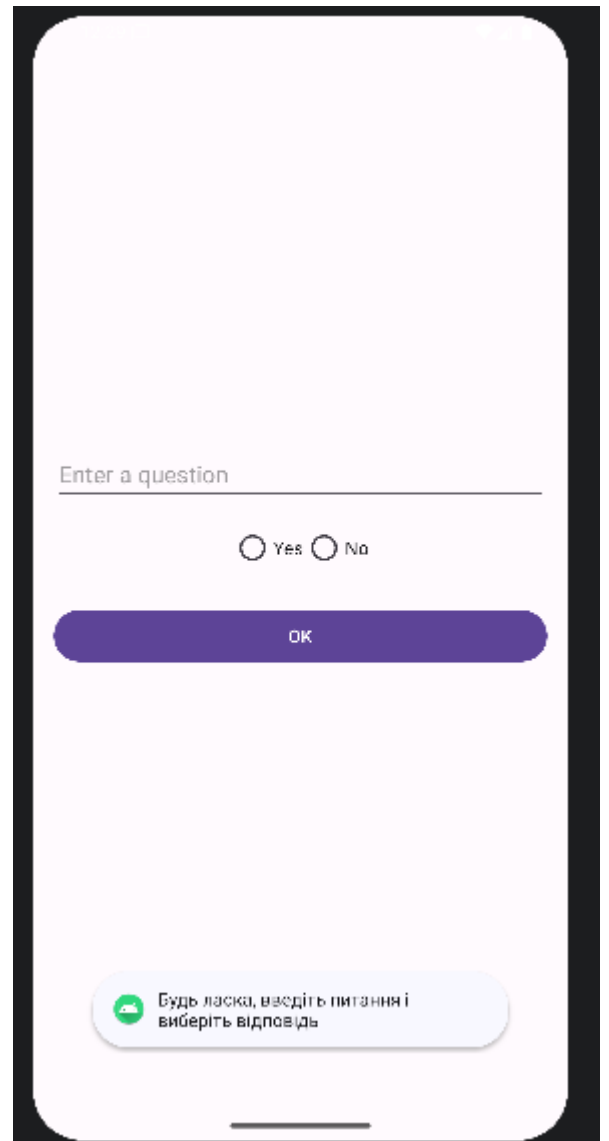 Enter a question
Yes No
OK
Будь ласка, введіть питання і
виберіть відповідь